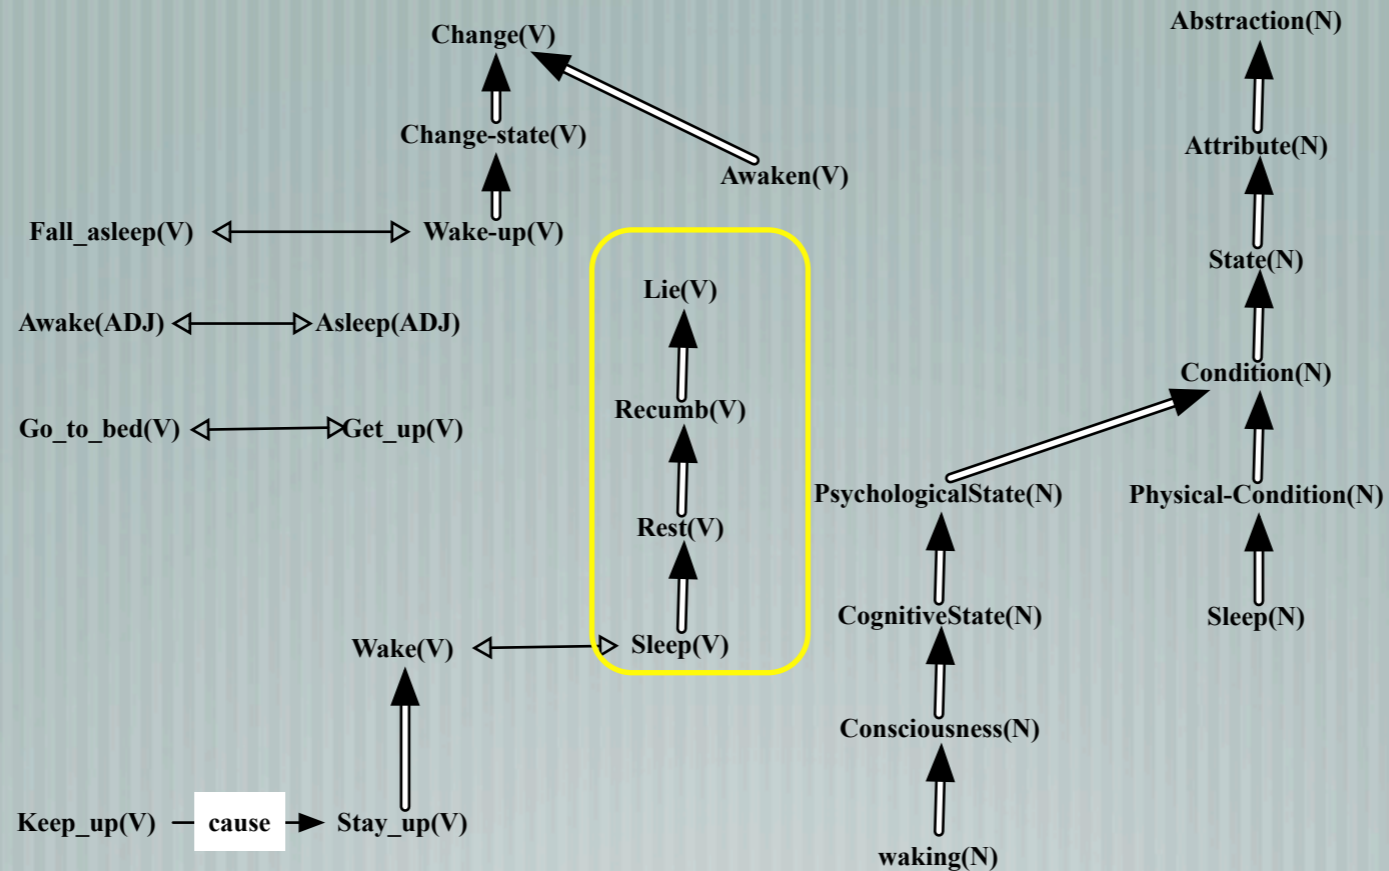 Abstraction(N)
Change(V)
Change-state(V)
Attribute(N)
Awaken(V)
Fall_asleep(V)
Wake-up(V)
State(N)
Lie(V)
Awake(ADJ)
Asleep(ADJ)
Condition(N)
Recumb(V)
Go_to_bed(V)
Get_up(V)
PsychologicalState(N)
Physical-Condition(N)
Rest(V)
CognitiveState(N)
Sleep(N)
Wake(V)
Sleep(V)
Consciousness(N)
Keep_up(V)
cause
Stay_up(V)
waking(N)